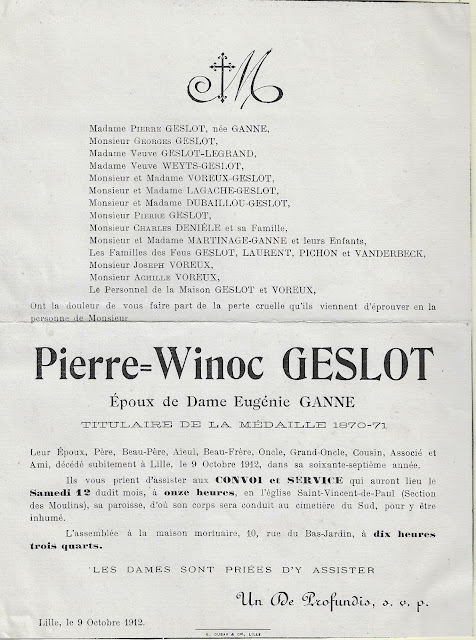 M
Madame PIERRE GESLOT, née GANNE,
Monsieur GEORGES GESLOT,
Madame Veuve GESLOT-LEGRAND,
Madame Veuve WEYTS-GESLOT,
Monsieur et Madame VOREUX-GESLOT,
Monsieur et Madame LAGACHE-GESLOT,
Monsieur et Madame DUBAILLOU-GESLOT,
Monsieur PIERRE GESLOT,
Monsieur CHARLES DENIÈLE et sa Famille,
Monsieur et Madame MARTINAGE-GANNE et leurs Enfants,
Les Familles des Feus GESLOT, LAURENT, PICHON et VANDERBECK,
Monsieur JOSEPH VOREUX,
Monsieur ACHILLE VOREUX,
Le Personnel de la Maison GESLOT et VOREUX,
Ont la douleur de vous faire part de la perte cruelle qu'ils viennent d'éprouver en la
personne de Monsieur
Pierre=Winoc GESLOT
Époux de Dame Eugénie GANNE
TITULAIRE DE LA MÉDAILLE 1870-71
Leur Époux, Père, Beau-Père, Aïeul, Beau-Frère, Oncle, Grand-Oncle, Cousin, Associé et
Ami, décédé subitement à Lille, le 9 Octobre 1912, dans sa soixante-septième année.
Ils vous prient d'assister aux CONVOI et SERVICE qui auront lieu le
Samedi 12 dudit mois, à onze heures, en l'église Saint-Vincent-de-Paul (Section
des Moulins), sa paroisse, d'où son corps sera conduit au cimetière du Sud, pour y être
inhumé.
L'assemblée à la maison mortuaire, 10, rue du Bas-Jardin, à dix heures
trois quarts.
LES DAMES SONT PRIÉES D'Y ASSISTER
Un De Profundis, s. v. p.
Lille, le 9 Octobre 1912.